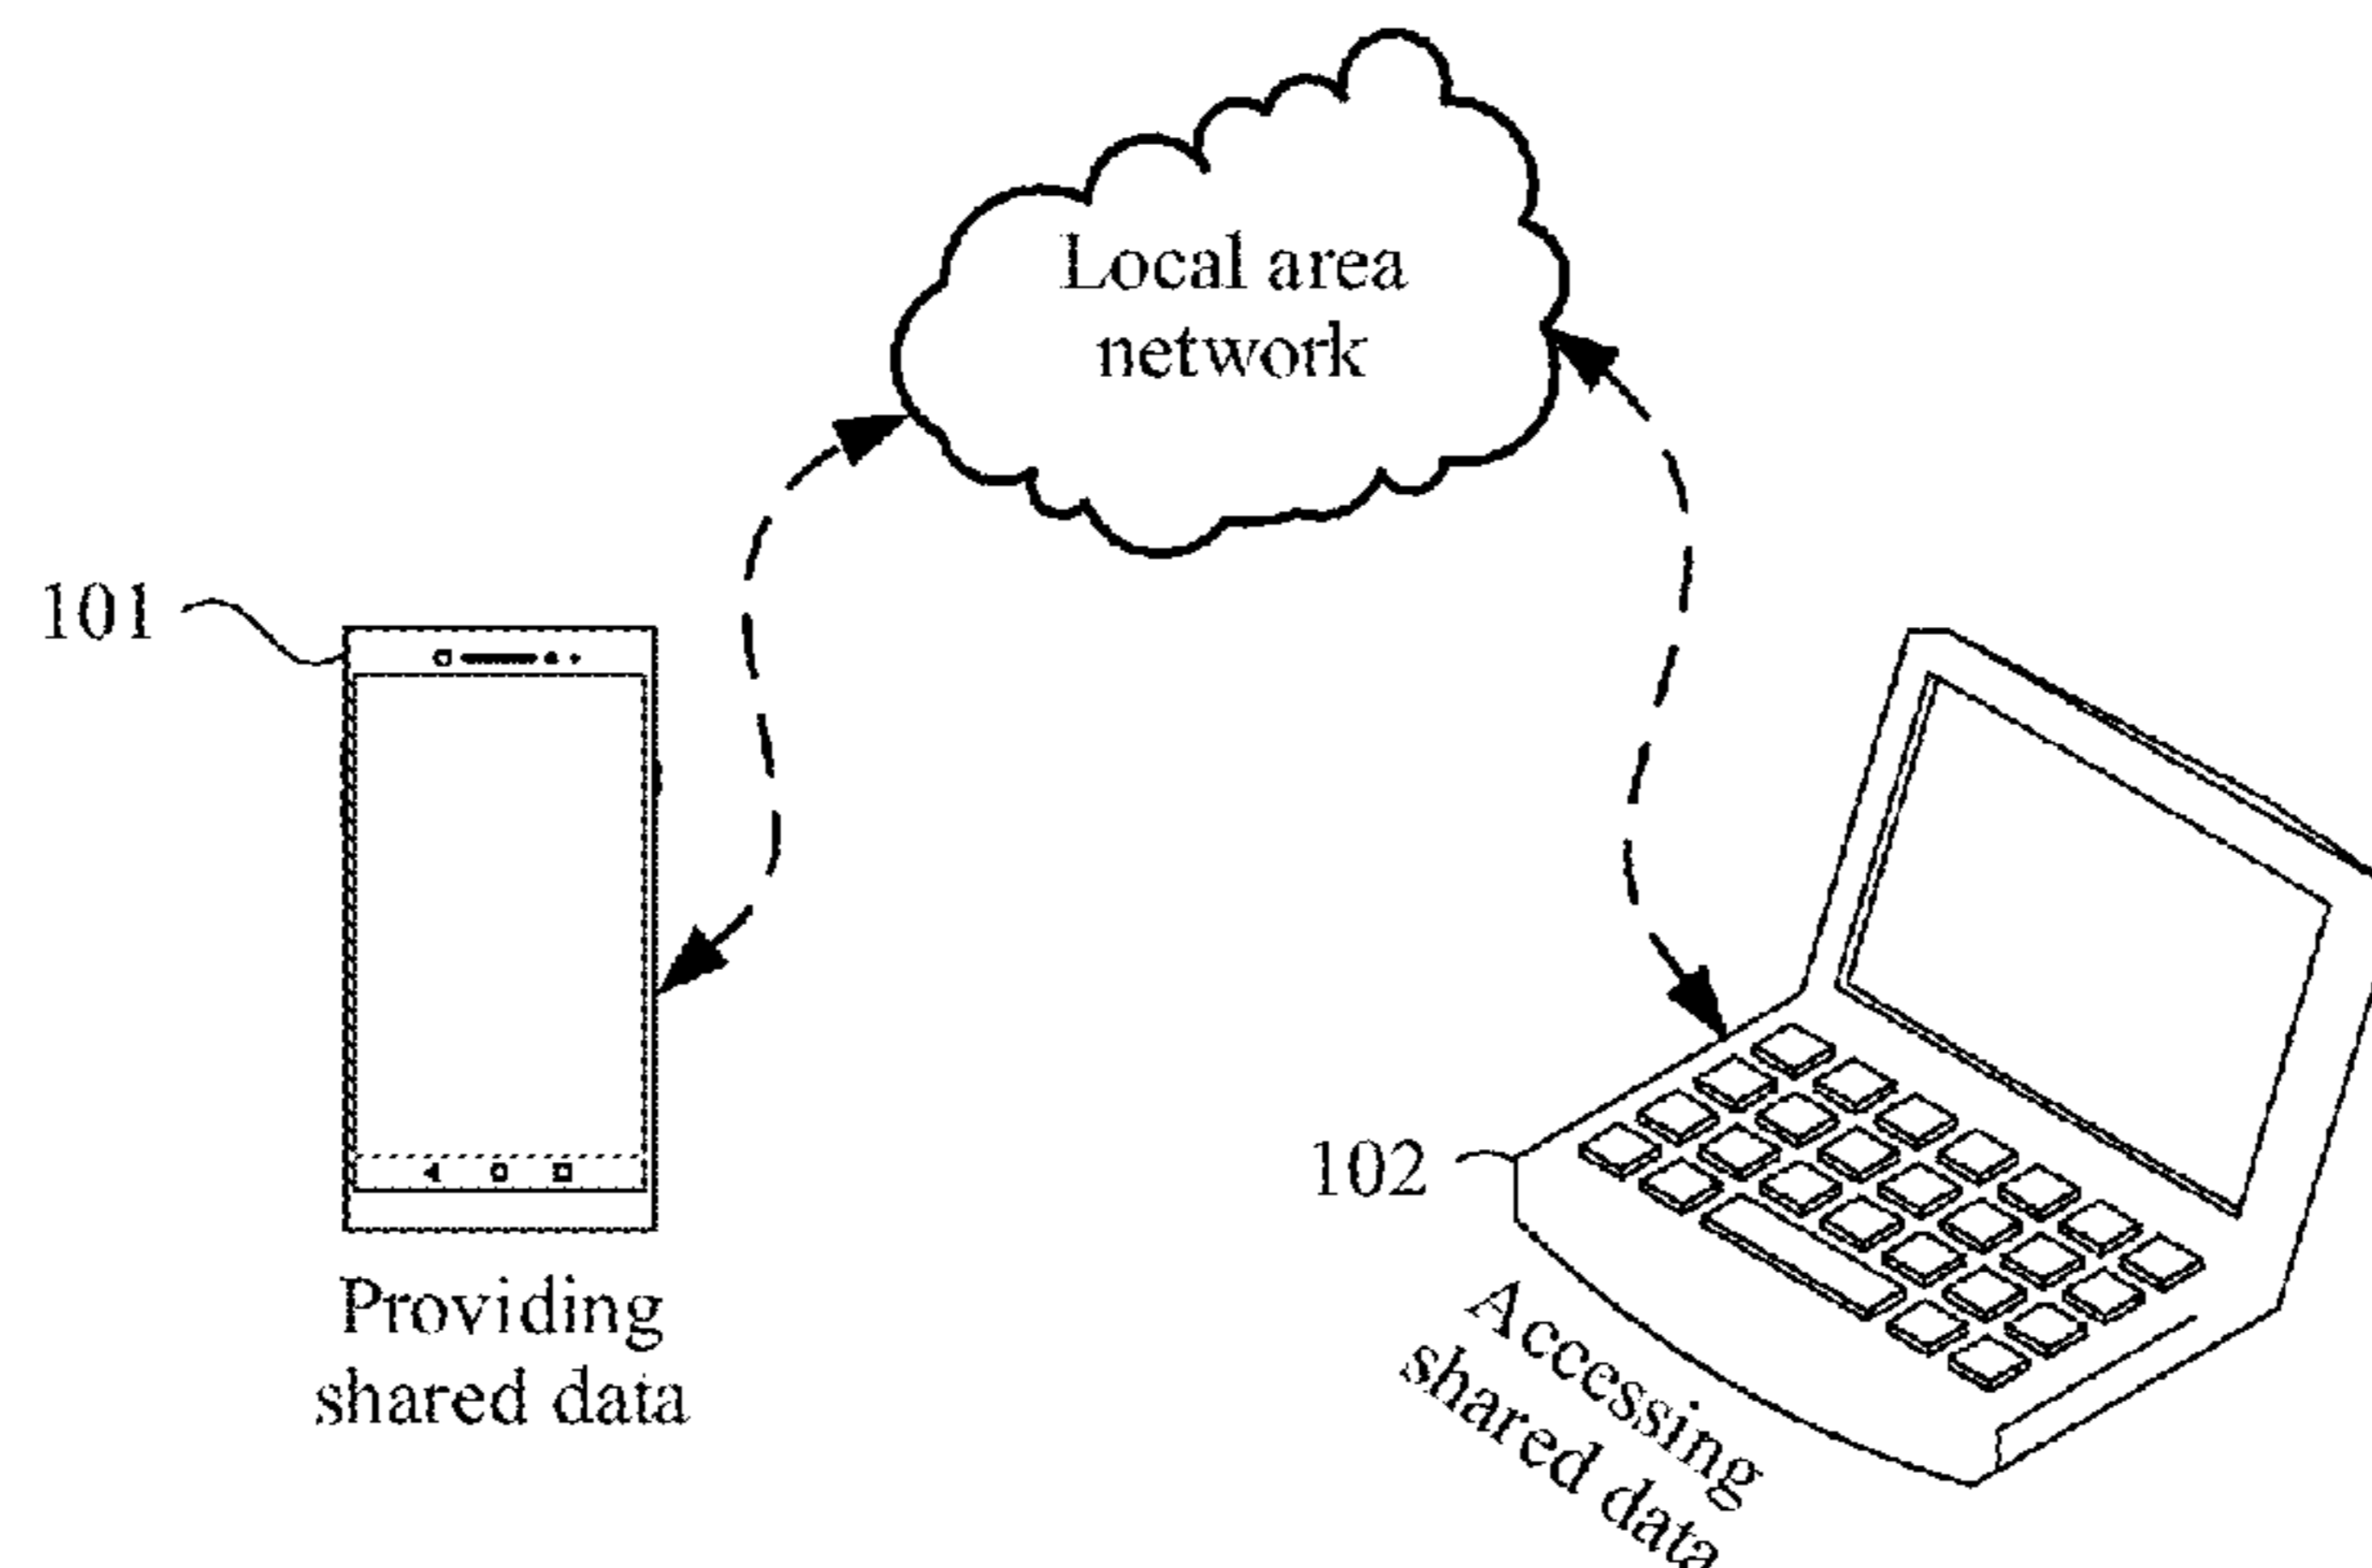 Local area
network
101
Providing
shared data
102
Accessing
shared data